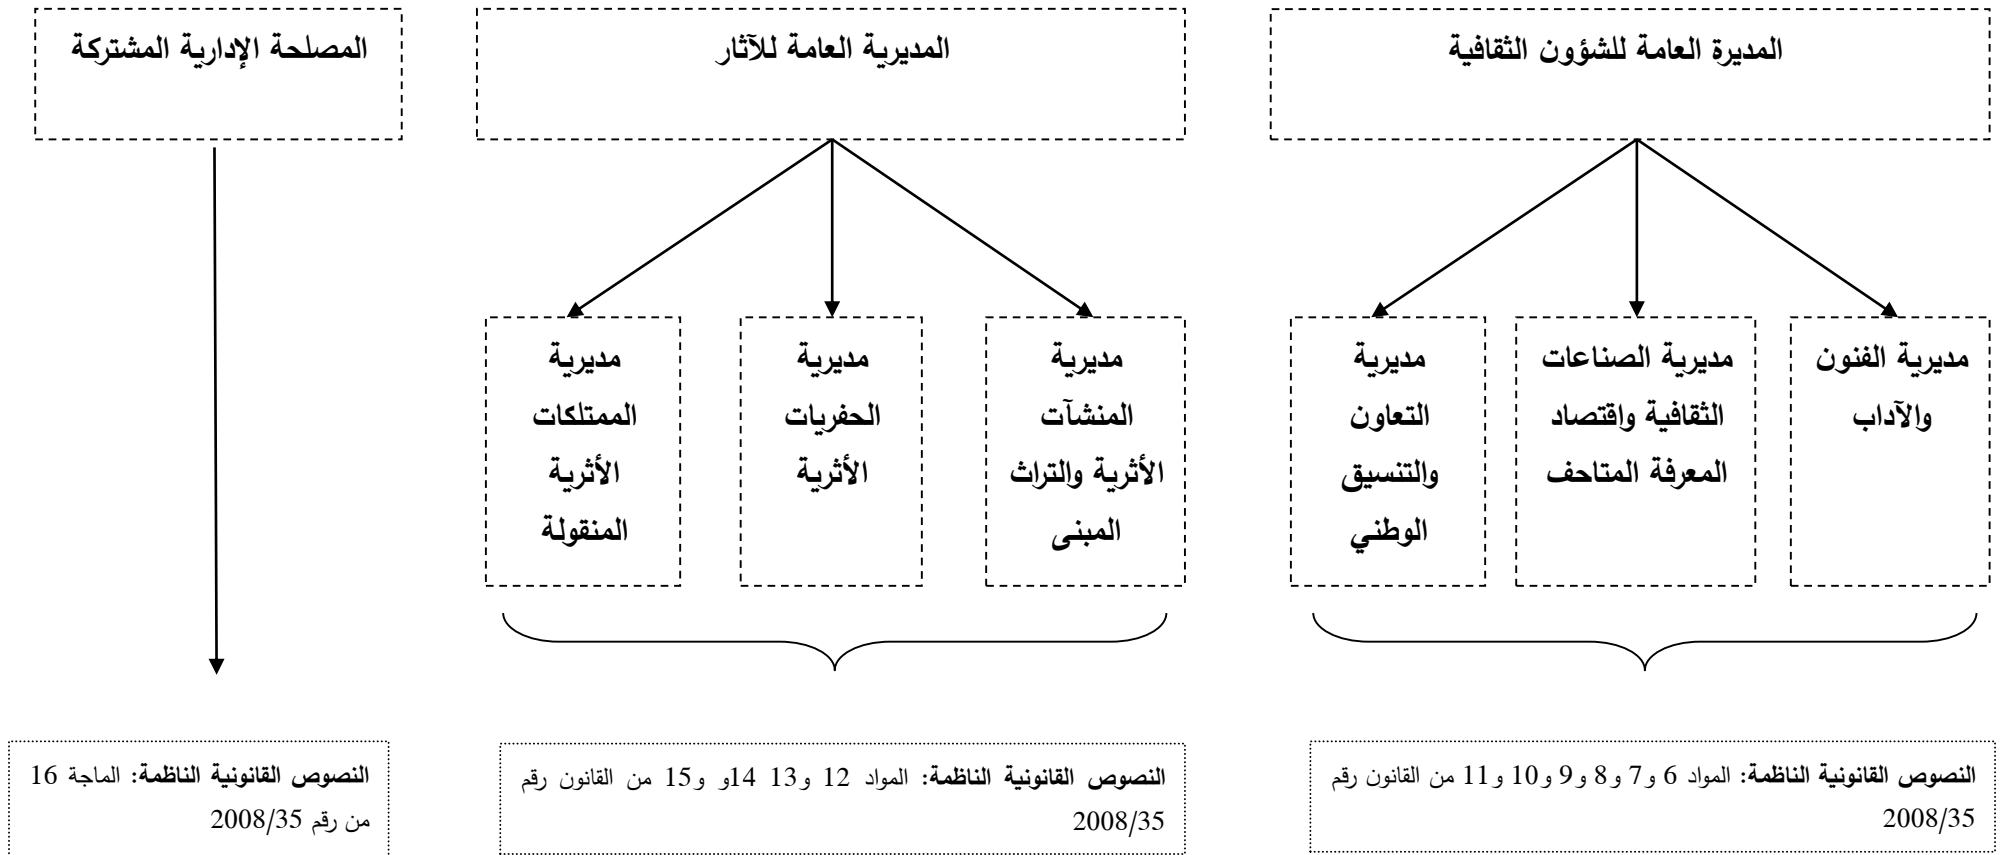 المديرة العامة للشؤون الثقافية
المديرية العامة للآثار
المصلحة الإدارية المشتركة
مديرية الفنون
والآداب
مديرية الصناعات
الثقافية واقتصاد
المعرفة المتاحف
مديرية
التعاون
والتنسيق
الوطني
مديرية
المنشآت
الأثرية والتراث
المبنى
مديرية
الحفريات
الأثرية
مديرية
الممتلكات
الأثرية
المنقولة
النصوص القانونية الناظمة: المواد 6 و7 و8 و9 و10 و11 من القانون رقم
2008/35
النصوص القانونية الناظمة: المواد 12 و13 14و و15 من القانون رقم
2008/35
النصوص القانونية الناظمة: الماجة 16
من رقم 2008/35